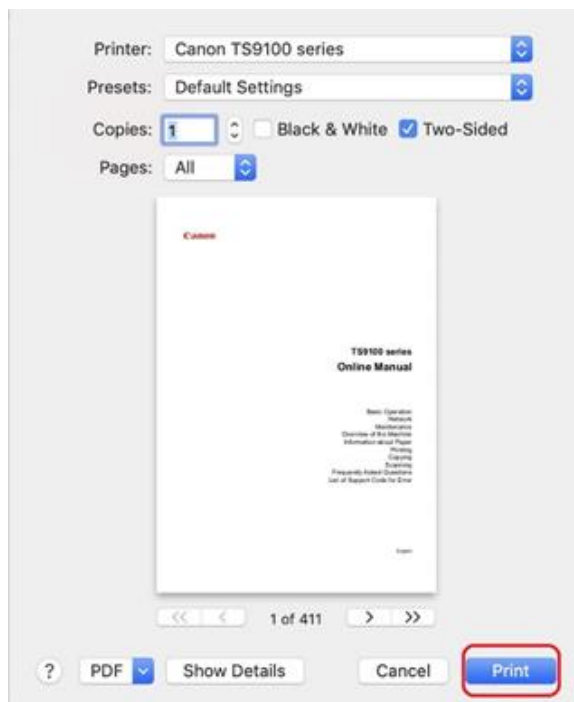 Printer: Canon TS9100 series
Presets: Default Settings
Copies: 1 Black & White Two-Sided
Pages: All
Canon
TS9100 series
Online Manual
Basic Operation
Network
Maintenance
Overview of the Machine
Information about Paper
Printing
Copying
Scanning
Frequently Asked Questions
List of Support Code for Error
English
<< < 1 of 411 > >>
? PDF Show Details Cancel Print